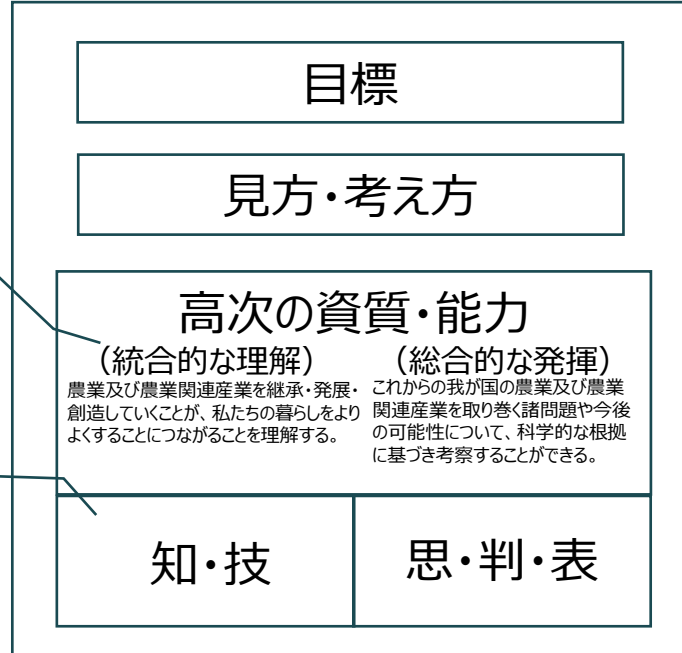 目標
見方・考え方
高次の資質・能力
(統合的な理解)
農業及び農業関連産業を継承・発展・
創造していくことが、私たちの暮らしをより
よくすることにつながることを理解する。
(総合的な発揮)
これからの我が国の農業及び農業
関連産業を取り巻く諸問題や今後
の可能性について、科学的な根拠
に基づき考察することができる。
知・技
思・判・表